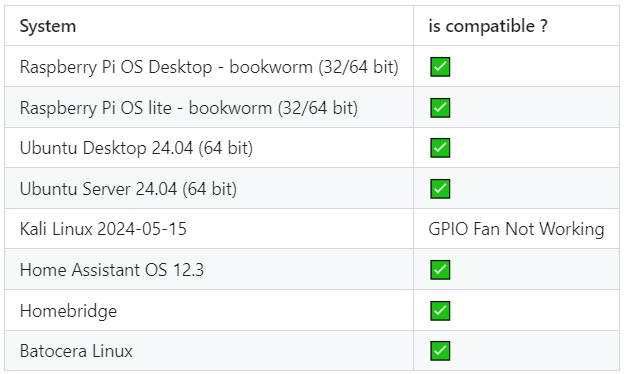 System is compatible ?
Raspberry Pi OS Desktop - bookworm (32/64 bit) ✅
Raspberry Pi OS lite - bookworm (32/64 bit) ✅
Ubuntu Desktop 24.04 (64 bit) ✅
Ubuntu Server 24.04 (64 bit) ✅
Kali Linux 2024-05-15 GPIO Fan Not Working
Home Assistant OS 12.3 ✅
Homebridge ✅
Batocera Linux ✅